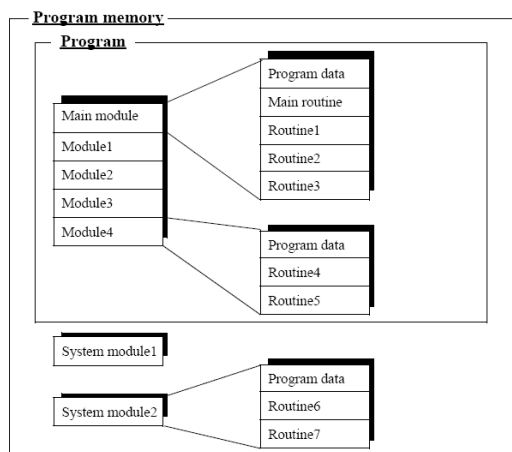 Program memory
Program
Main module
Module1
Module2
Module3
Module4
Program data
Main routine
Routine1
Routine2
Routine3
Program data
Routine4
Routine5
System module1
System module2
Program data
Routine6
Routine7